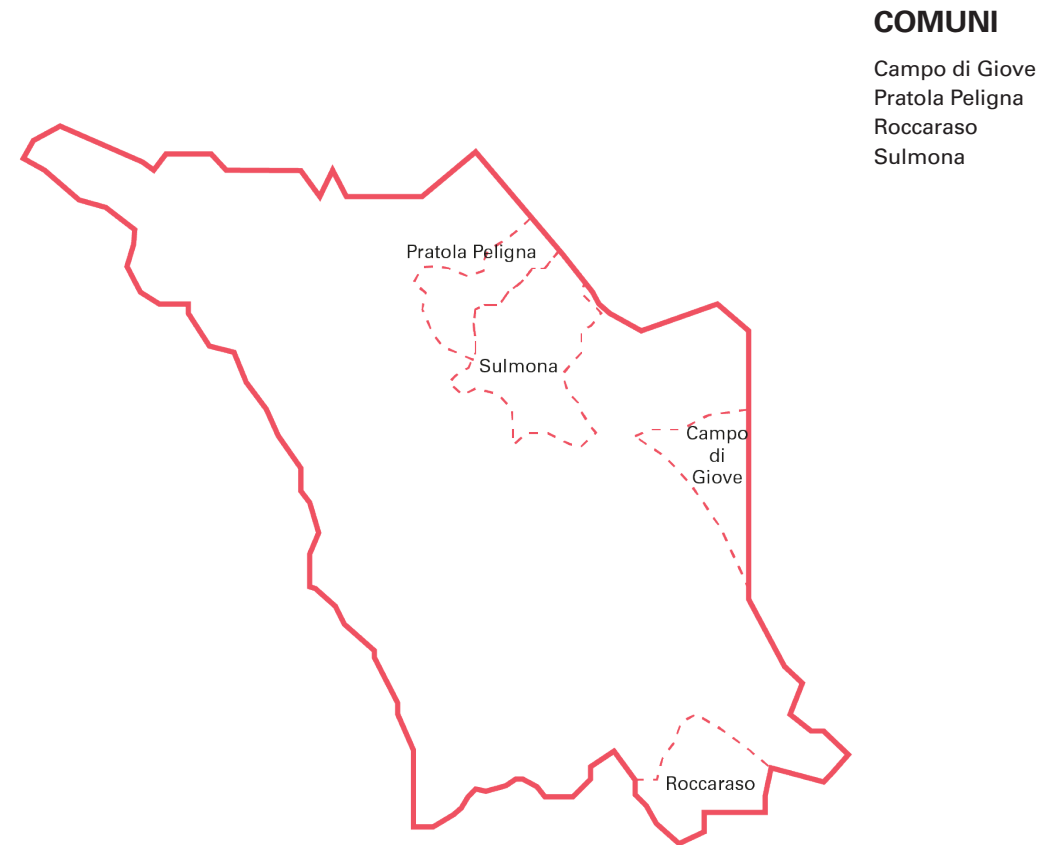 COMUNI
Campo di Giove
Pratola Peligna
Roccaraso
Sulmona
Pratola Peligna
Sulmona
Campo
di
Giove
Roccaraso